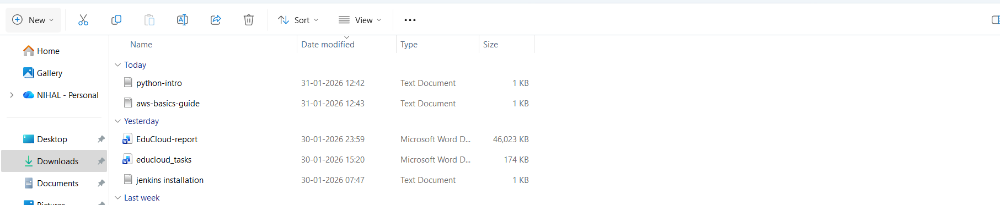 New Sort View
Name Date modified Type Size
Home
Gallery
NIHAL - Personal
Desktop
Downloads
Documents
Pictures
Today
python-intro 31-01-2026 12:42 Text Document 1 KB
aws-basics-guide 31-01-2026 12:43 Text Document 1 KB
Yesterday
EduCloud-report 30-01-2026 23:59 Microsoft Word D... 46,023 KB
educloud_tasks 30-01-2026 15:20 Microsoft Word D... 174 KB
jenkins installation 30-01-2026 07:47 Text Document 1 KB
Last week